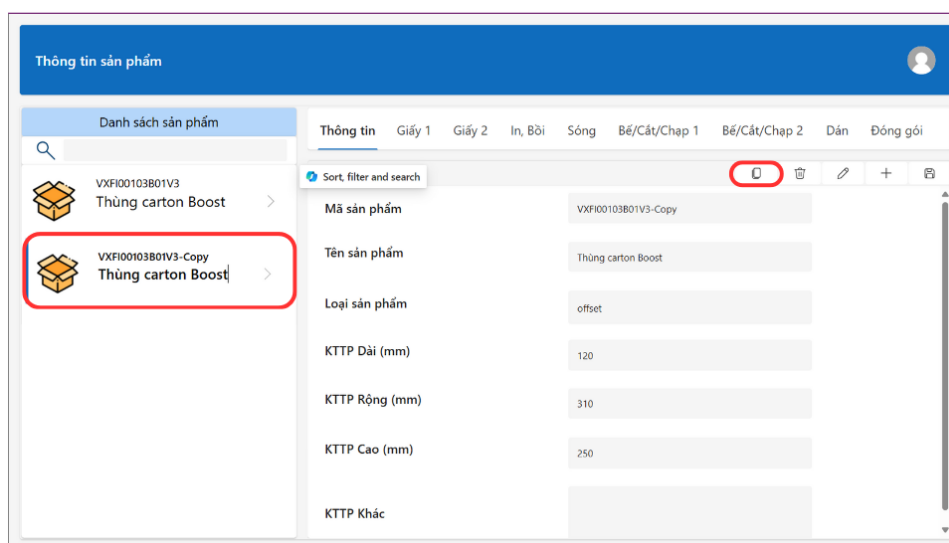 Thông tin sản phẩm
Danh sách sản phẩm
VXFI00103B01V3
Thùng carton Boost
VXFI00103B01V3-Copy
Thùng carton Boost
Thông tin Giấy 1 Giấy 2 In, Bồi Sóng Bế/Cắt/Chạp 1 Bế/Cắt/Chạp 2 Dán Đóng gói
Sort, filter and search
Mã sản phẩm VXFI00103B01V3-Copy
Tên sản phẩm Thùng carton Boost
Loại sản phẩm offset
KTTP Dài (mm) 120
KTTP Rộng (mm) 310
KTTP Cao (mm) 250
KTTP Khác